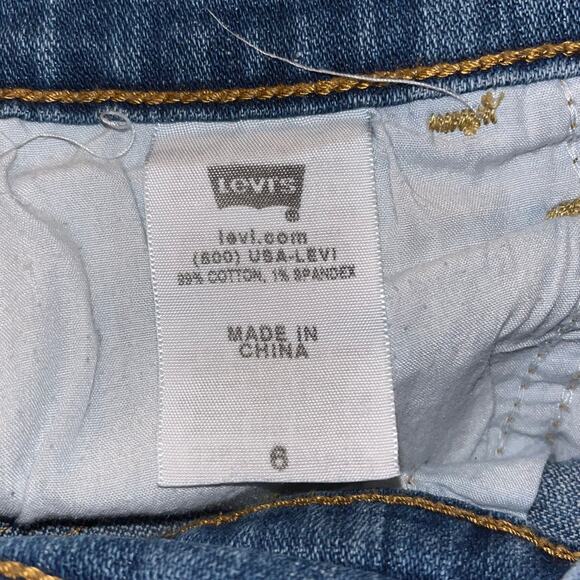 Levi's
®
levi.com
(800) USA-LEVI
99% COTTON, 1% SPANDEX
MADE IN
CHINA
6